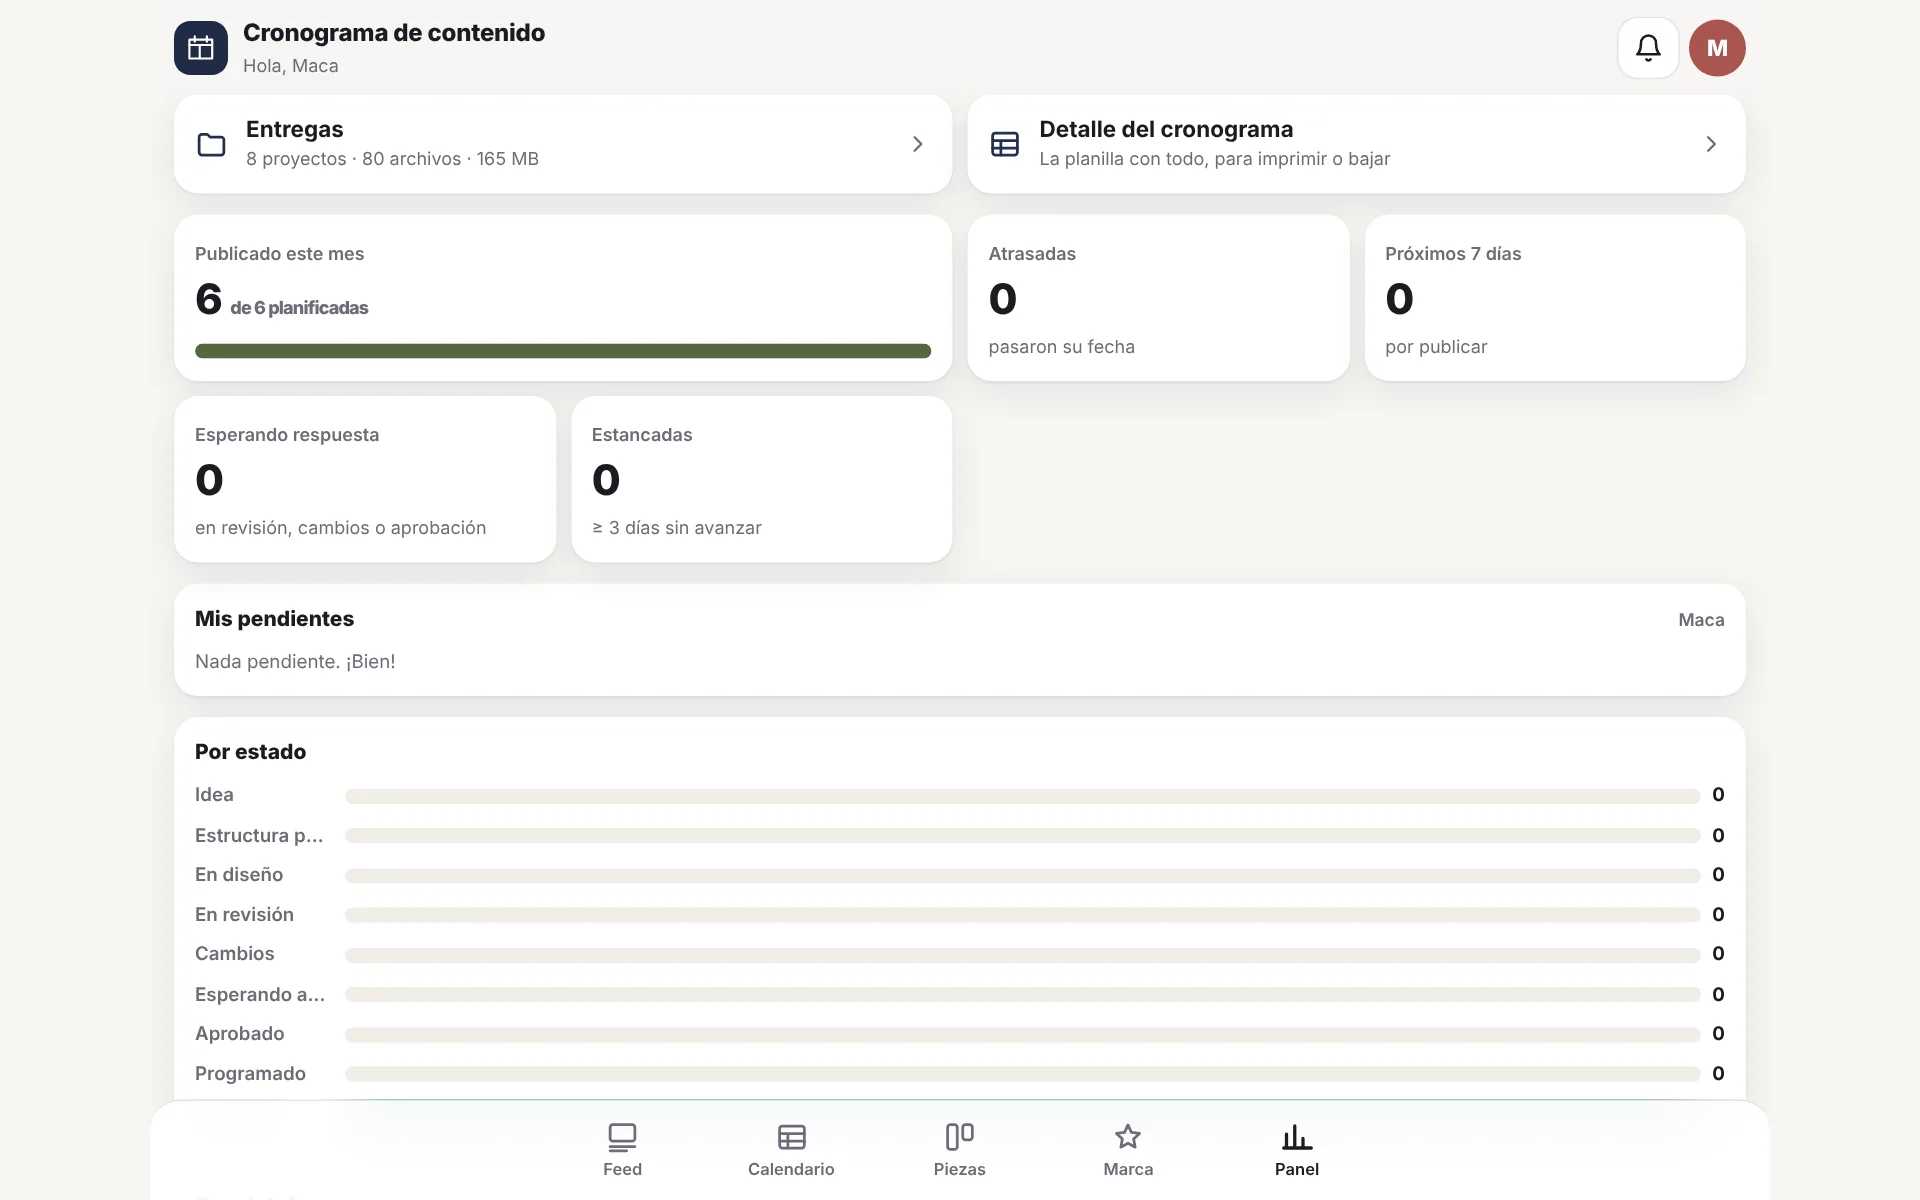 Cronograma de contenido
Hola, Maca
M
Entregas
8 proyectos · 80 archivos · 165 MB
Detalle del cronograma
La planilla con todo, para imprimir o bajar
Publicado este mes
6 de 6 planificadas
Atrasadas
0
pasaron su fecha
Próximos 7 días
0
por publicar
Esperando respuesta
0
en revisión, cambios o aprobación
Estancadas
0
≥ 3 días sin avanzar
Mis pendientes
Maca
Nada pendiente. ¡Bien!
Por estado
Idea 0
Estructura p... 0
En diseño 0
En revisión 0
Cambios 0
Esperando a... 0
Aprobado 0
Programado 0
Feed
Calendario
Piezas
Marca
Panel